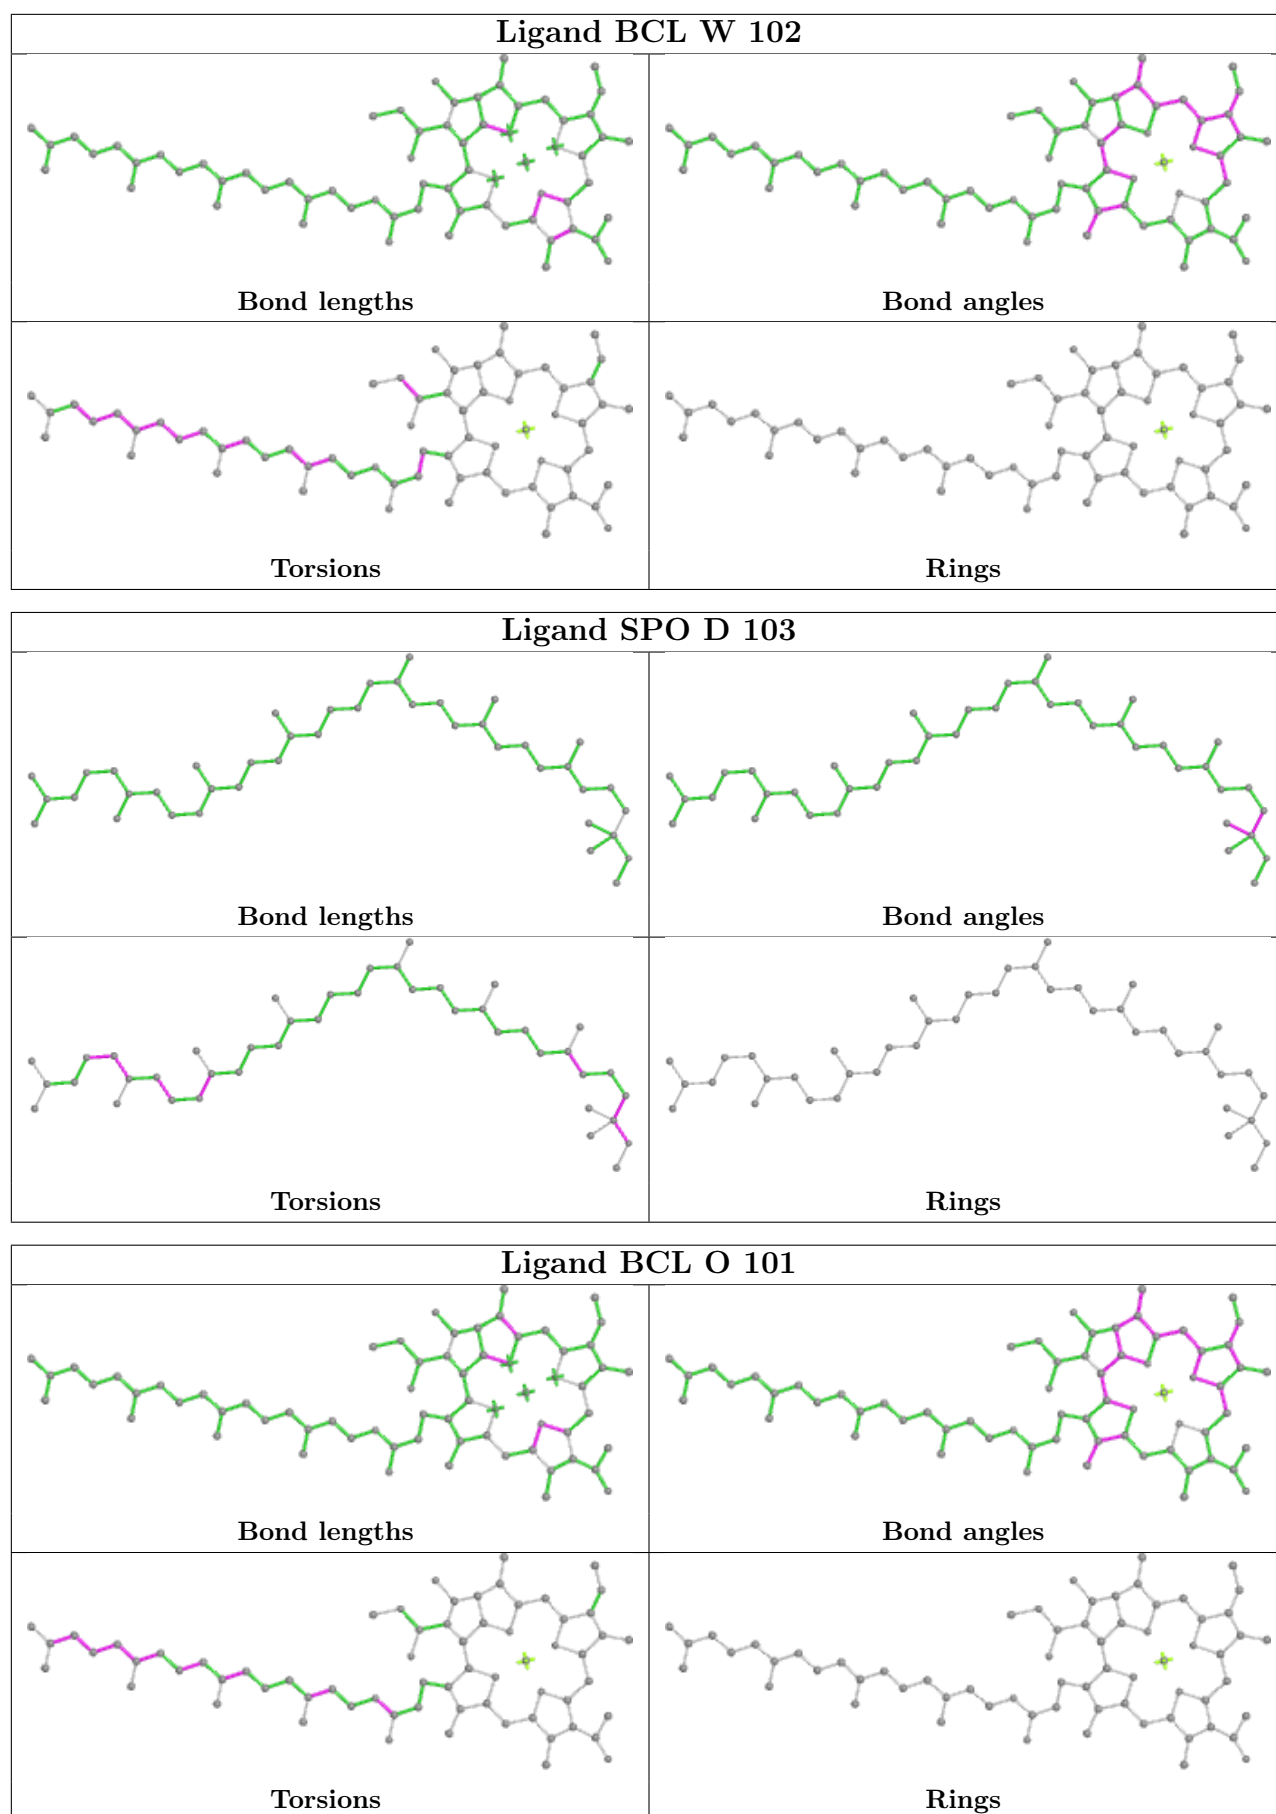 Ligand BCL W 102
Bond lengths
Bond angles
Torsions
Rings
Ligand SPO D 103
Bond lengths
Bond angles
Torsions
Rings
Ligand BCL O 101
Bond lengths
Bond angles
Torsions
Rings